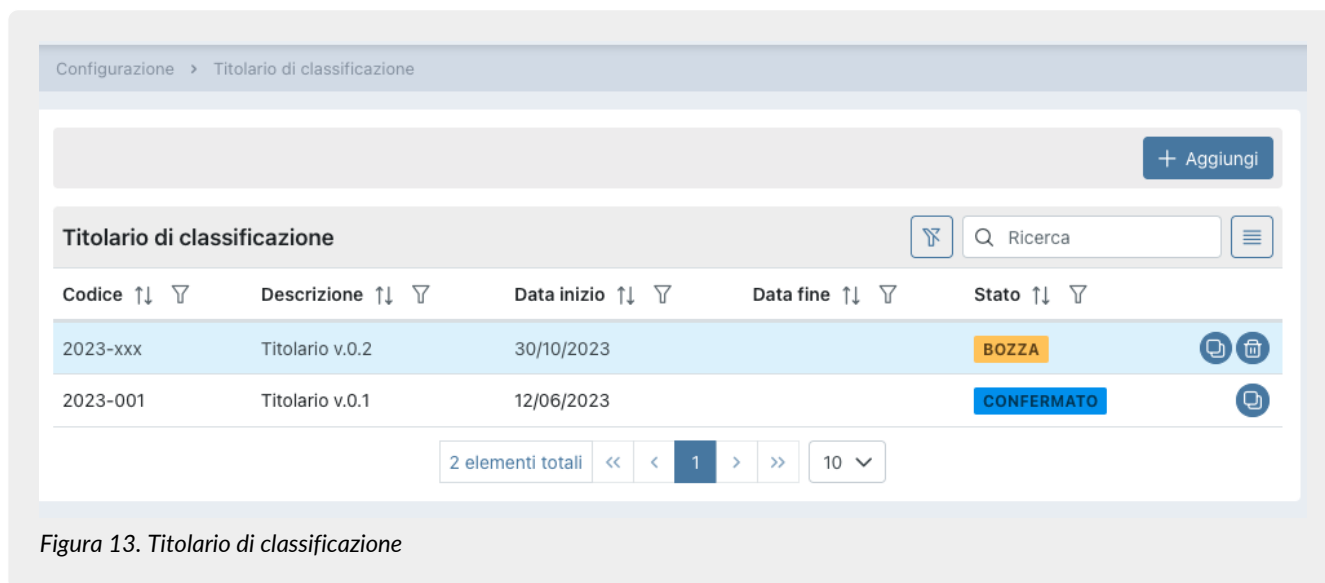 Configurazione > Titolario di classificazione
+ Aggiungi
Titolario di classificazione Ricerca
Codice Descrizione Data inizio Data fine Stato
2023-xxx Titolario v.0.2 30/10/2023 BOZZA
2023-001 Titolario v.0.1 12/06/2023 CONFERMATO
2 elementi totali << < 1 > >> 10
Figura 13. Titolario di classificazione